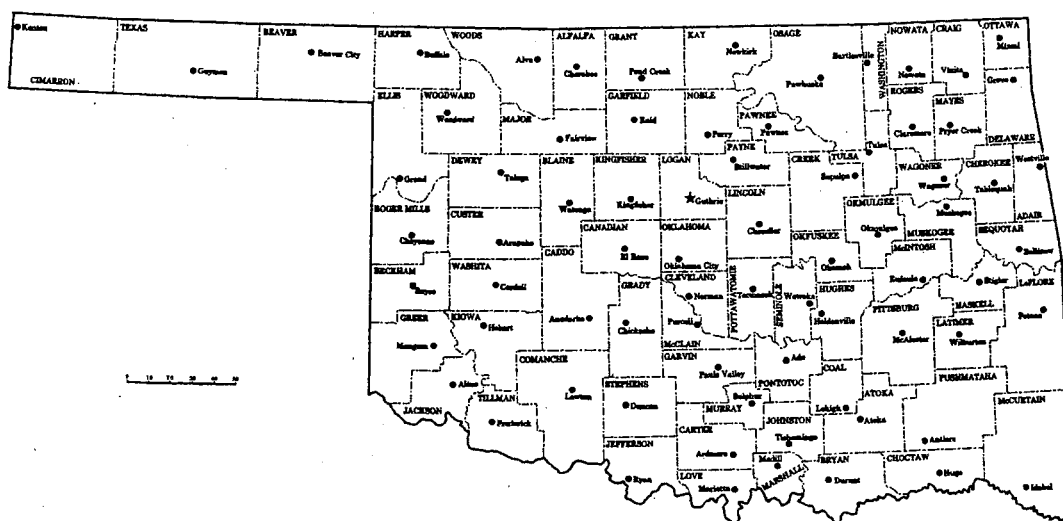 Kenton
TEXAS
BEAVER
HARPER
WOODS
ALFALFA
GRANT
KAY
OSAGE
NOWATA
CRAIG
OTTAWA
Beaver City
Buffalo
Alva
Newkirk
Bartlesville
WASHINGTON
Miami
Guymon
Cherokee
Pond Creek
Pawhuska
Nowata
Vinita
Grove
CIMARRON
ROGERS
ELLIS
WOODWARD
GARFIELD
NOBLE
MAYES
Woodward
MAJOR
PAWNEE
Enid
Pawnee
Claremore
Pryor Creek
Fairview
Perry
DELAWARE
PAYNE
Tulsa
DEWEY
BLAINE
KINGFISHER
LOGAN
Stillwater
CREEK
TULSA
WAGONER
CHEROKEE
Westville
Taloga
Sapulpa
Grand
Wagoner
Tahlequah
LINCOLN
Watonga
Kingfisher
Guthrie
OKMULGEE
ROGER MILLS
Muskogee
ADAIR
CUSTER
CANADIAN
OKLAHOMA
Chandler
Okmulgee
MUSKOGEE
SEQUOYAH
Cheyenne
Arapaho
OKFUSKEE
McINTOSH
CADDO
El Reno
Oklahoma City
Okemah
BECKHAM
WASHITA
CLEVELAND
Eufaula
Stigler
LeFLORE
Sayre
Cordell
GRADY
POTTAWATOMIE
Tecumseh
SEMINOLE
HUGHES
Norman
Wewoka
PITTSBURG
HASKELL
GREER
KIOWA
Anadarko
Chickasha
Purcell
Holdenville
Poteau
Hobart
LATIMER
McAlester
Wilburton
Mangum
McCLAIN
COMANCHE
GARVIN
Ada
Pauls Valley
COAL
PUSHMATAHA
Altus
STEPHENS
PONTOTOC
Lawton
Sulphur
ATOKA
McCURTAIN
JACKSON
TILLMAN
Duncan
MURRAY
JOHNSTON
Lehigh
Atoka
Frederick
CARTER
Tishomingo
Antlers
JEFFERSON
Ardmore
Madill
BRYAN
CHOCTAW
LOVE
MARSHALL
Ryan
Marietta
Durant
Hugo
Idabel
0 10 20 30 40 50